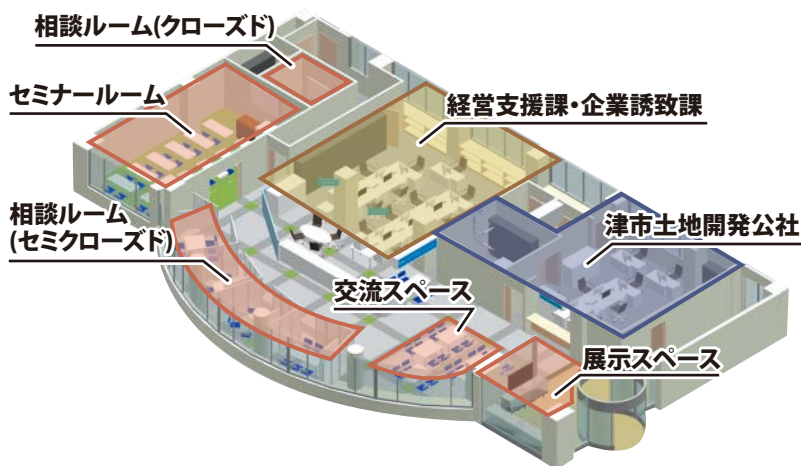 相談ルーム(クローズド)
セミナールーム
経営支援課・企業誘致課
相談ルーム
(セミクローズド)
津市土地開発公社
交流スペース
展示スペース